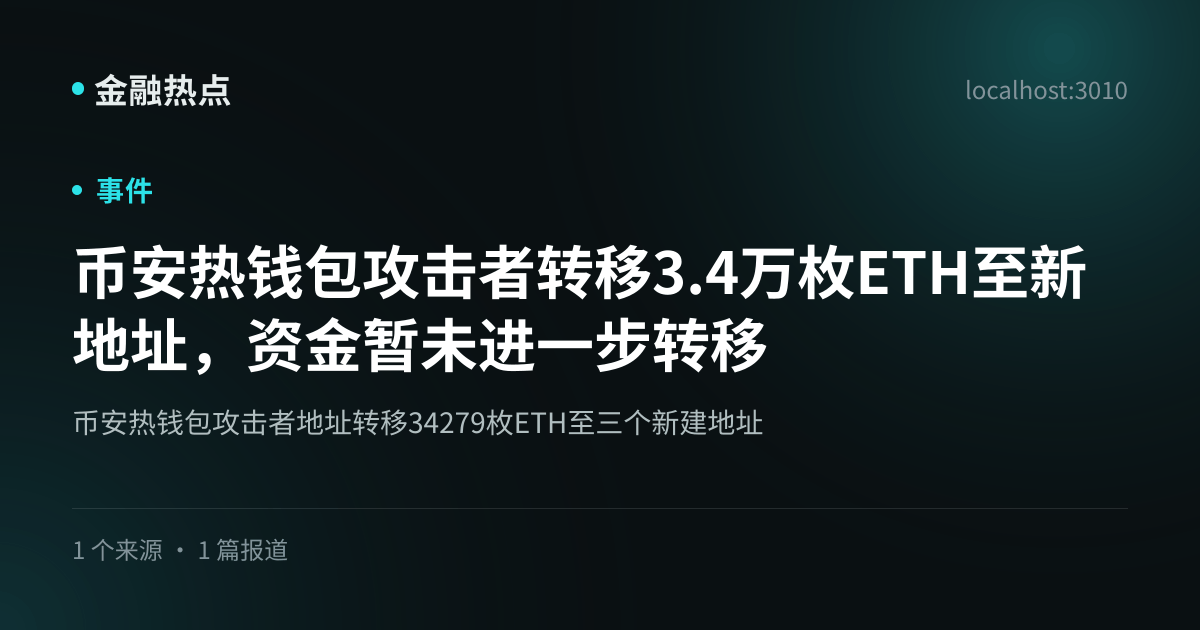 金融热点
localhost:3010
事件
币安热钱包攻击者转移3.4万枚ETH至新
地址，资金暂未进一步转移
币安热钱包攻击者地址转移34279枚ETH至三个新建地址
1 个来源 · 1 篇报道